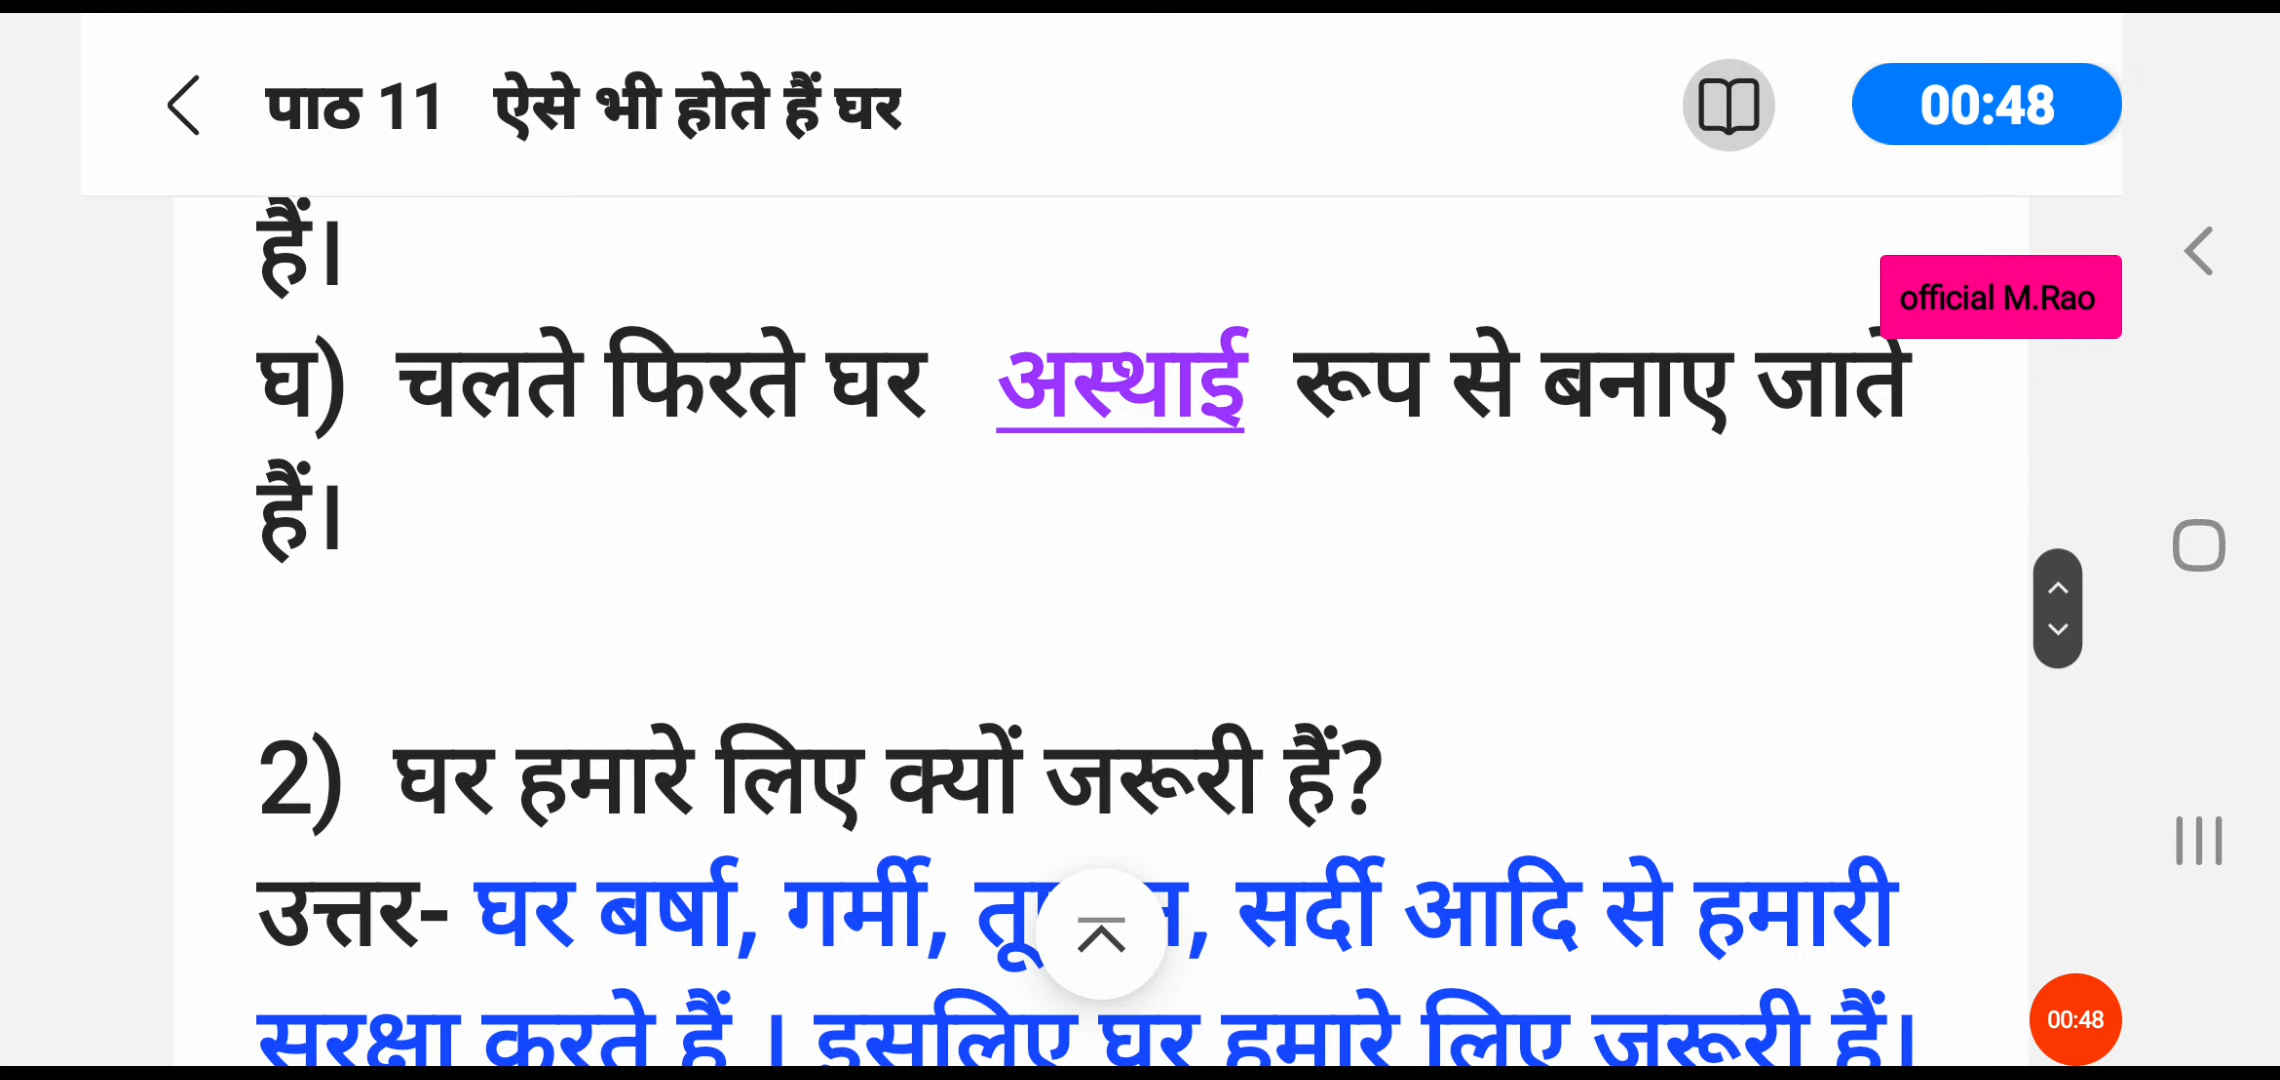 पाठ 11 ऐसे भी होते हैं घर
00:48
हैं।
official M.Rao
घ) चलते फिरते घर अस्थाई रूप से बनाए जाते
हैं।
2) घर हमारे लिए क्यों जरूरी हैं?
उत्तर- घर बर्षा, गर्मी, सर्दी आदि से हमारी
सुरक्षा करते हैं । इसलिए घर हमारे लिए जरूरी हैं।
00:48